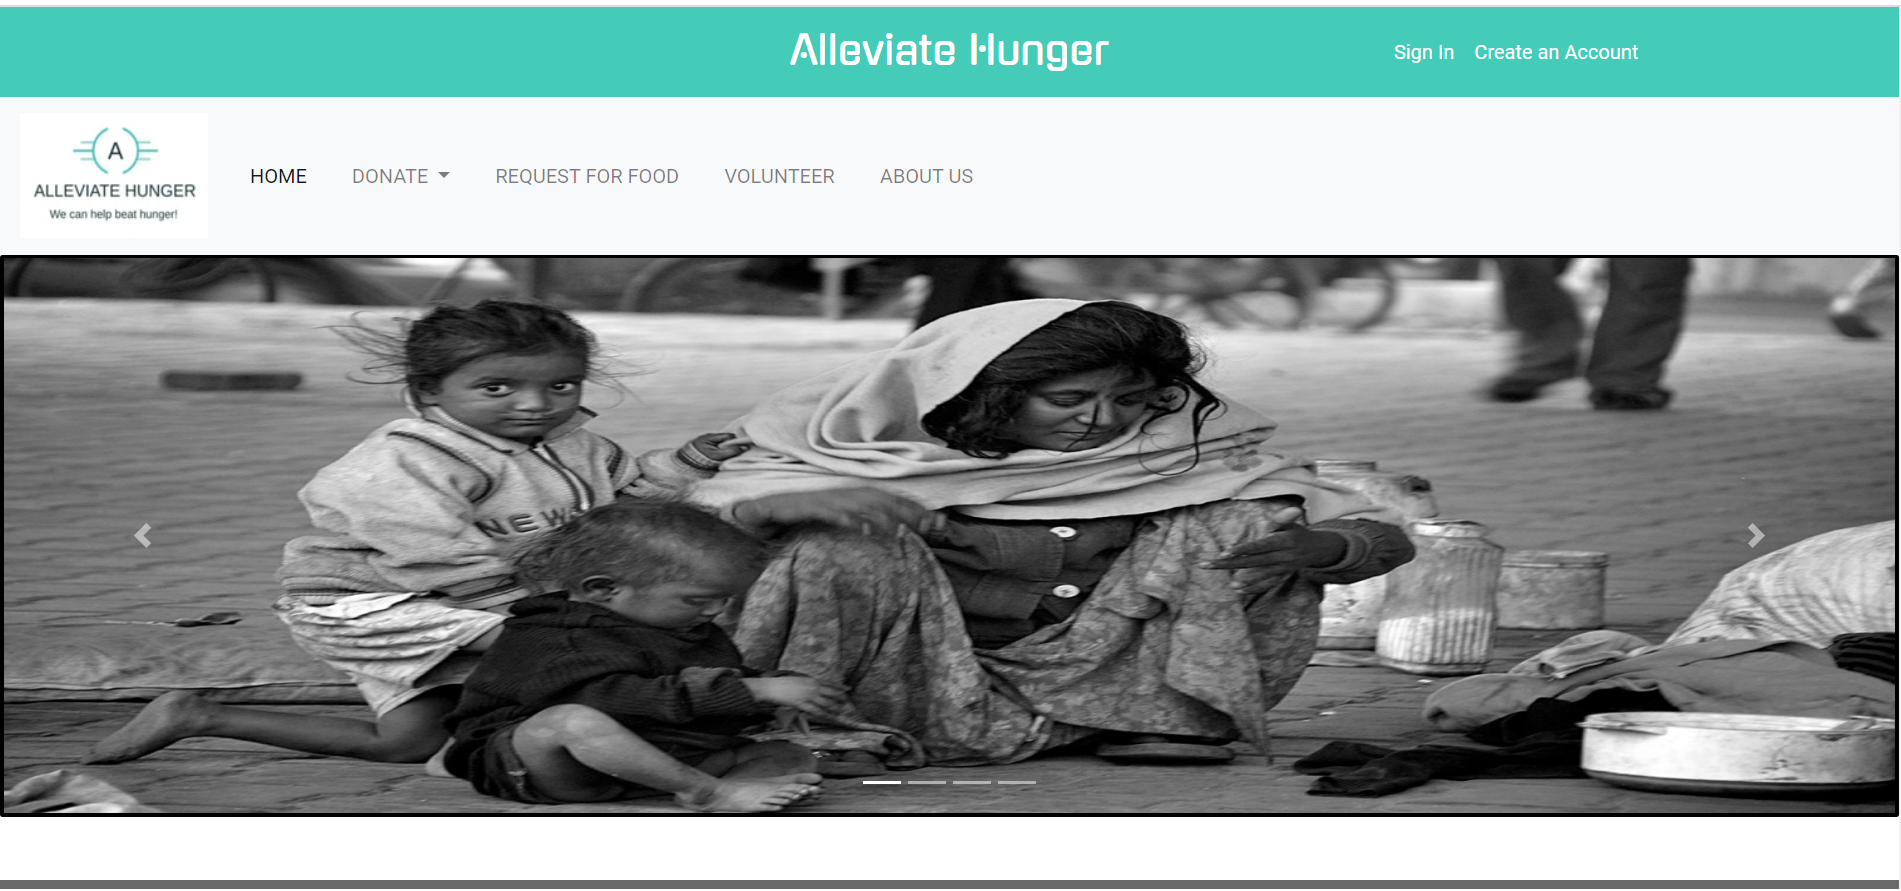 Alleviate Hunger
Sign In Create an Account
A
ALLEVIATE HUNGER
We can help beat hunger!
HOME DONATE REQUEST FOR FOOD VOLUNTEER ABOUT US
NEW